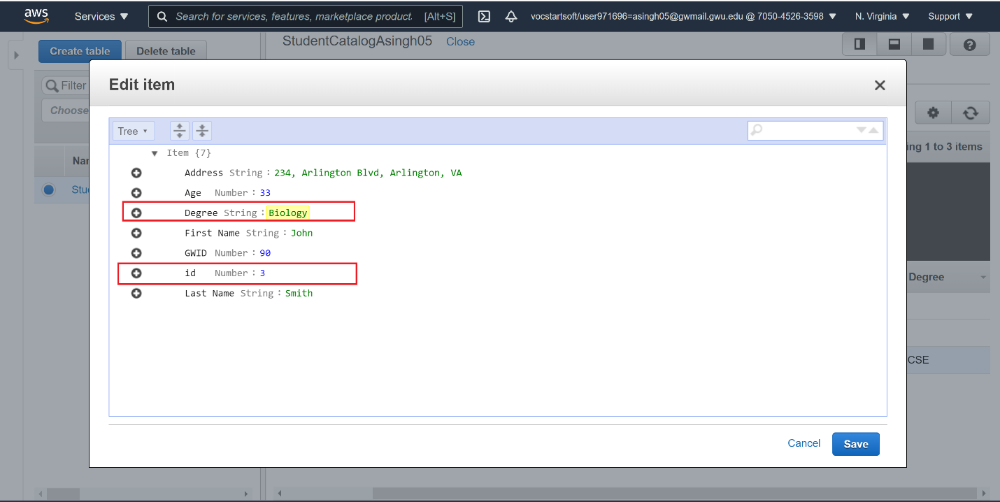 aws Services Search for services, features, marketplace product. [Alt+S] vocstartsoft/user971696=asingh05@gwmail.gwu.edu @ 7050-4526-3598 N. Virginia Support
StudentCatalogAsingh05 Close
Create table Delete table
Filter
Choose
ing 1 to 3 items
Stu
Degree
CSE
Edit item
Tree
Item {7}
Address String : 234, Arlington Blvd, Arlington, VA
Age Number : 33
Degree String : Biology
First Name String : John
GWID Number : 90
id Number : 3
Last Name String : Smith
Cancel Save